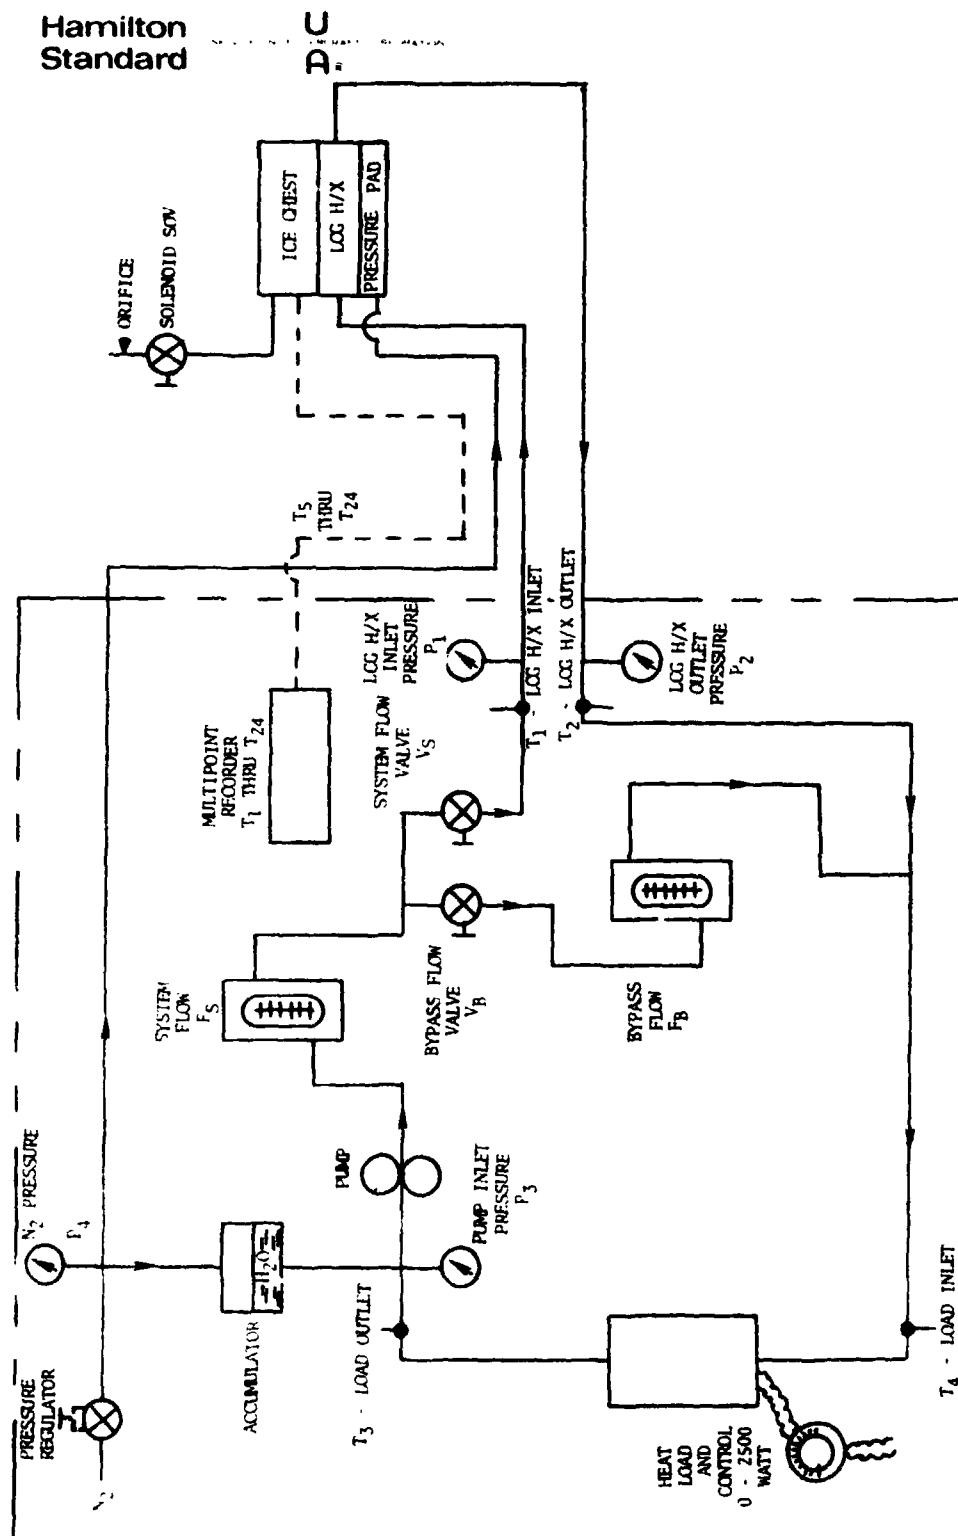 Hamilton
Standard
U
A
ORIFICE
SOLENOID SOV
ICE CHEST
LCG H/X
PRESSURE PAD
T5
THRU
T24
MULTIPOINT
RECORDER
T1 THRU T24
LCG H/X
INLET
PRESSURE
P1
SYSTEM FLOW
VALVE
VS
T1 - LCG H/X INLET
T2 - LCG H/X OUTLET
LCG H/X
OUTLET
PRESSURE
P2
SYSTEM
FLOW
FS
BYPASS FLOW
VALVE
VB
BYPASS
FLOW
FB
N2 PRESSURE
P4
PUMP
PUMP INLET
PRESSURE
P3
H2O
ACCUMULATOR
T3 - LOAD OUTLET
PRESSURE
REGULATOR
N2
HEAT
LOAD
AND
CONTROL
0 - 2500
WATT
T4 - LOAD INLET